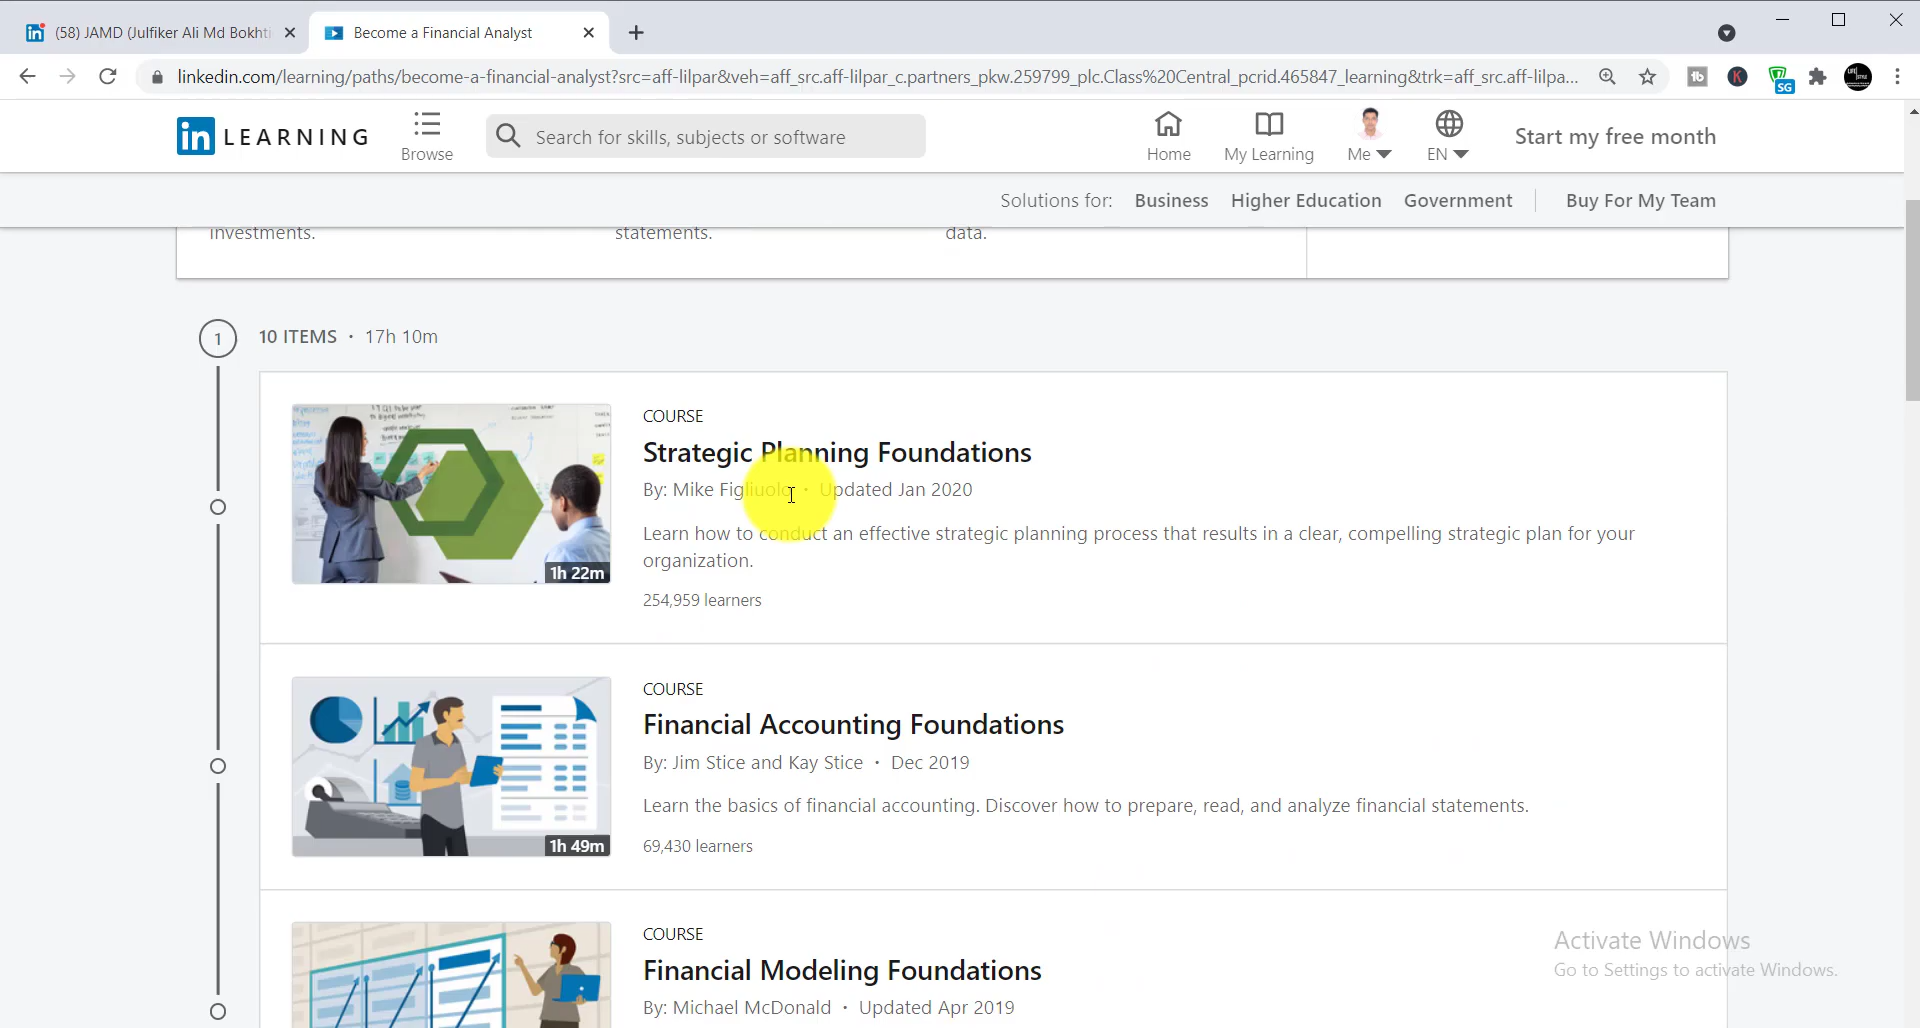 (58) JAMD (Julfiker Ali Md Bokhti
Become a Financial Analyst
linkedin.com/learning/paths/become-a-financial-analyst?src=aff-lilpar&veh=aff_src.aff-lilpar_c.partners_pkw.259799_plc.Class%20Central_pcrid.465847_learning&trk=aff_src.aff-lilpa...
SG
in LEARNING
Browse
Search for skills, subjects or software
Home
My Learning
Me
EN
Start my free month
Solutions for: Business Higher Education Government Buy For My Team
investments.
statements.
data.
1
10 ITEMS · 17h 10m
COURSE
Strategic Planning Foundations
By: Mike Figliuolo · Updated Jan 2020
Learn how to conduct an effective strategic planning process that results in a clear, compelling strategic plan for your
organization.
254,959 learners
1h 22m
COURSE
Financial Accounting Foundations
By: Jim Stice and Kay Stice · Dec 2019
Learn the basics of financial accounting. Discover how to prepare, read, and analyze financial statements.
69,430 learners
1h 49m
COURSE
Financial Modeling Foundations
By: Michael McDonald · Updated Apr 2019
Activate Windows
Go to Settings to activate Windows.